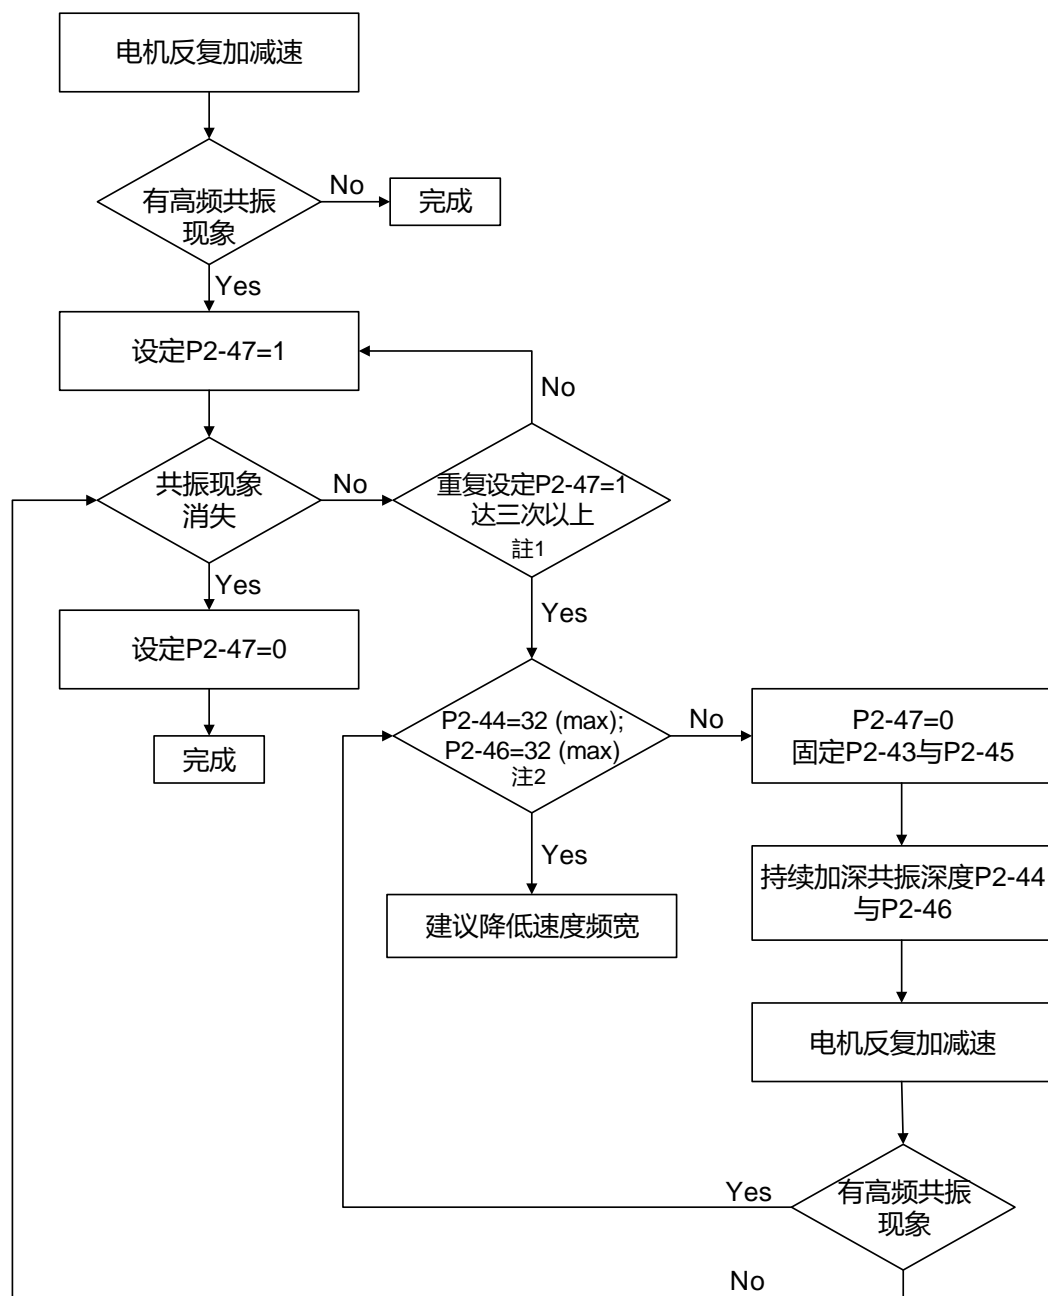 电机反复加减速
有高频共振
现象
No
完成
Yes
设定P2-47=1
No
共振现象
消失
No
重复设定P2-47=1
达三次以上
註1
Yes
设定P2-47=0
完成
Yes
P2-44=32 (max);
P2-46=32 (max)
注2
No
P2-47=0
固定P2-43与P2-45
Yes
建议降低速度频宽
持续加深共振深度P2-44
与P2-46
电机反复加减速
有高频共振
现象
Yes
No